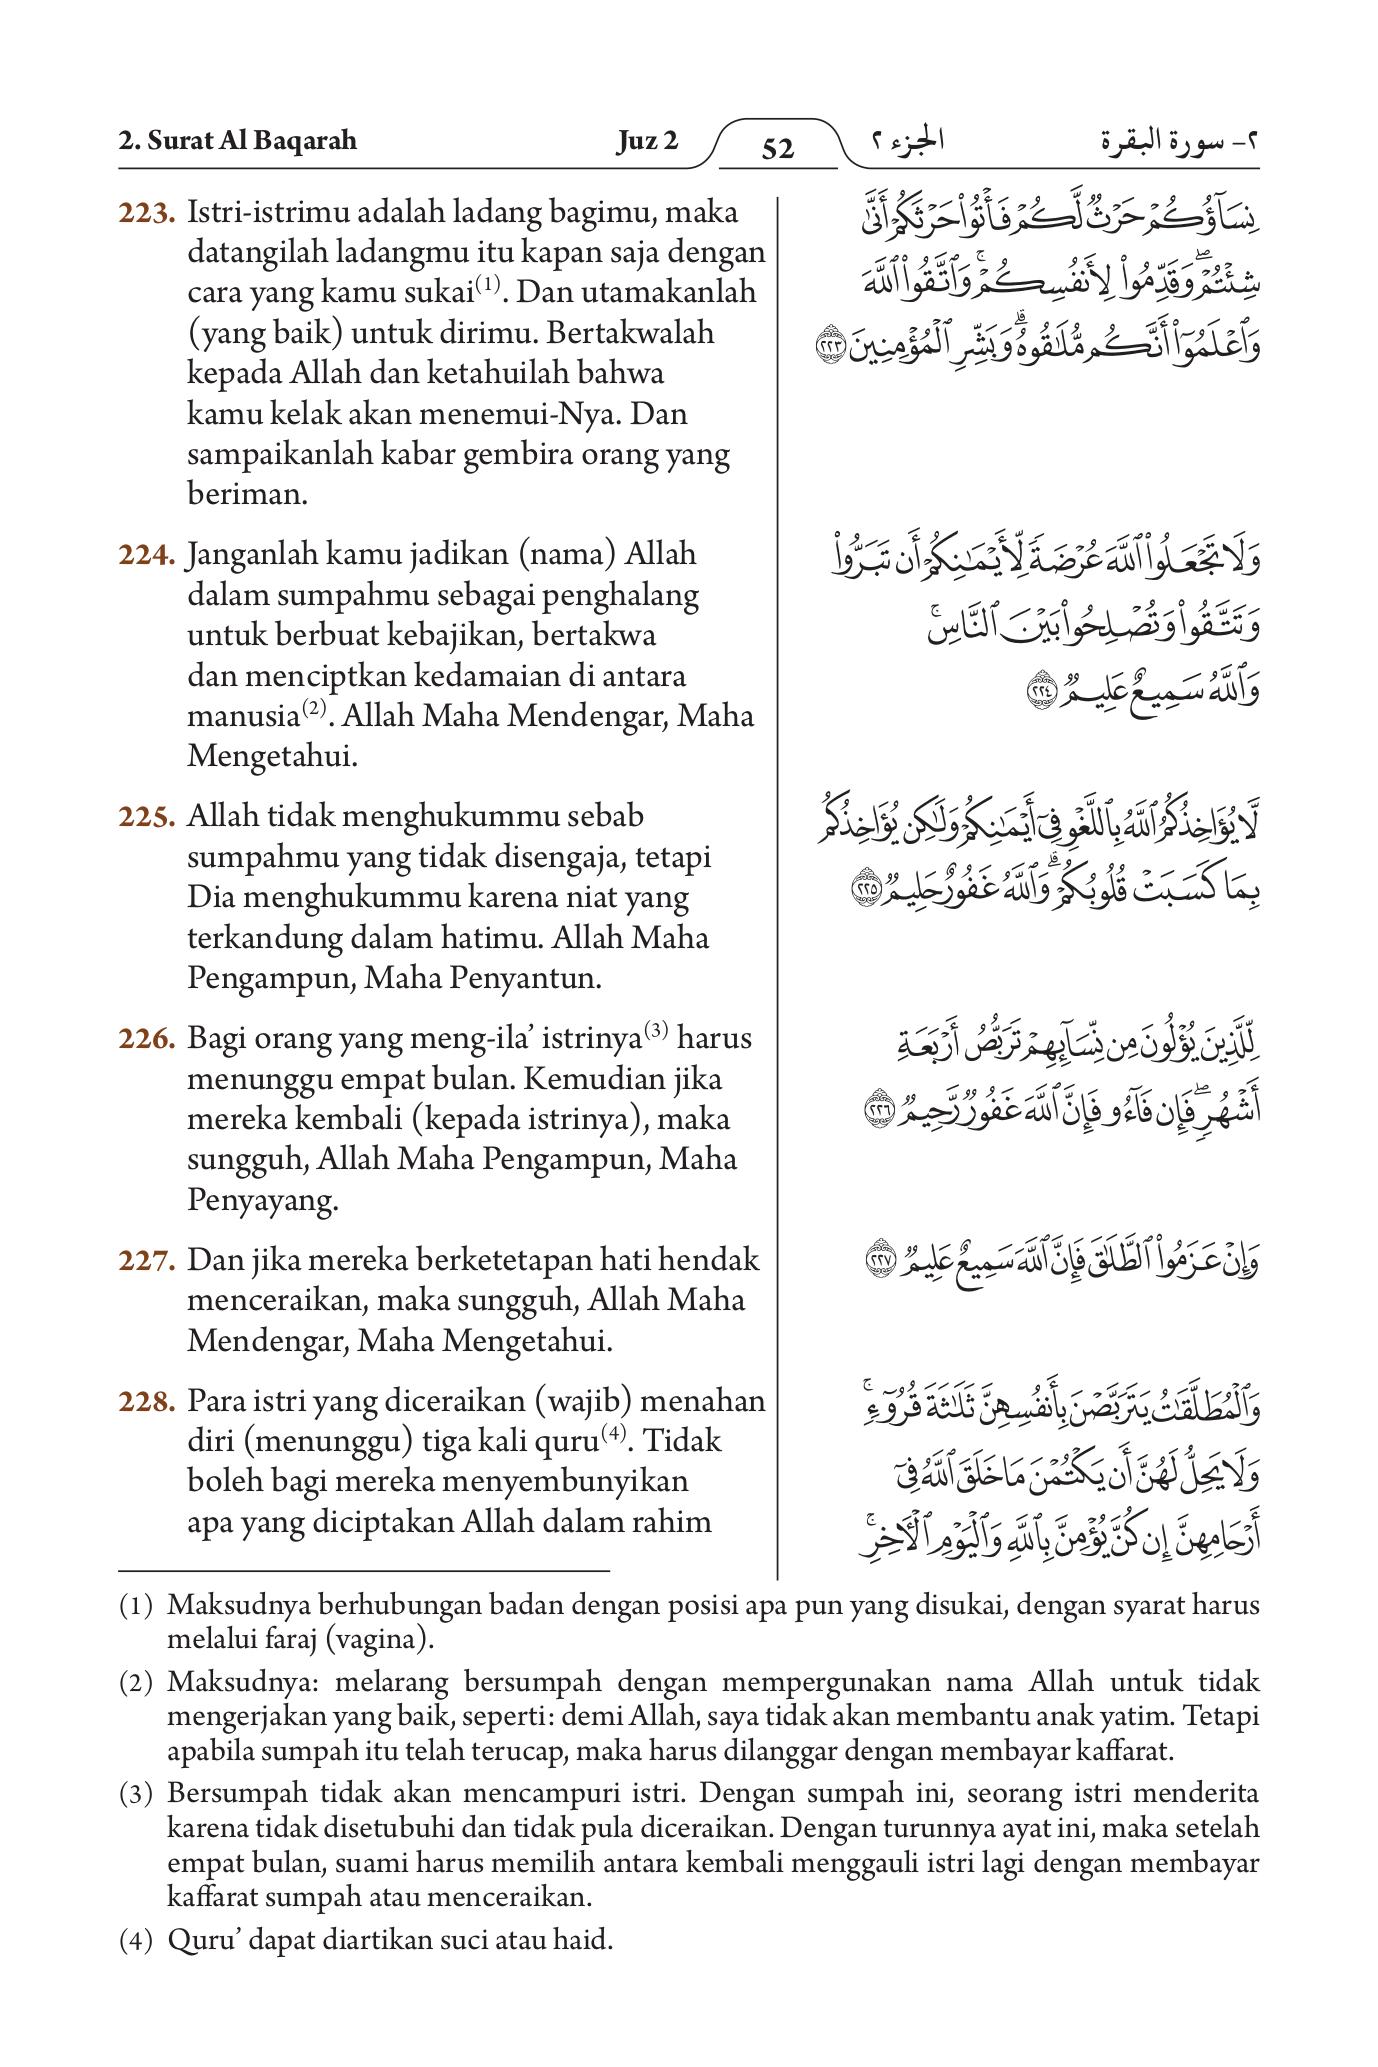 2. Surat Al Baqarah
Juz 2
52
الجزء ٢
٢- سورة البقرة
223. Istri-istrimu adalah ladang bagimu, maka
datangilah ladangmu itu kapan saja dengan
cara yang kamu sukai(1). Dan utamakanlah
(yang baik) untuk dirimu. Bertakwalah
kepada Allah dan ketahuilah bahwa
kamu kelak akan menemui-Nya. Dan
sampaikanlah kabar gembira orang yang
beriman.
224. Janganlah kamu jadikan (nama) Allah
dalam sumpahmu sebagai penghalang
untuk berbuat kebajikan, bertakwa
dan menciptkan kedamaian di antara
manusia(2). Allah Maha Mendengar, Maha
Mengetahui.
225. Allah tidak menghukummu sebab
sumpahmu yang tidak disengaja, tetapi
Dia menghukummu karena niat yang
terkandung dalam hatimu. Allah Maha
Pengampun, Maha Penyantun.
226. Bagi orang yang meng-ila’ istrinya(3) harus
menunggu empat bulan. Kemudian jika
mereka kembali (kepada istrinya), maka
sungguh, Allah Maha Pengampun, Maha
Penyayang.
227. Dan jika mereka berketetapan hati hendak
menceraikan, maka sungguh, Allah Maha
Mendengar, Maha Mengetahui.
228. Para istri yang diceraikan (wajib) menahan
diri (menunggu) tiga kali quru(4). Tidak
boleh bagi mereka menyembunyikan
apa yang diciptakan Allah dalam rahim
نِسَآؤُكُمْ حَرْثٌ لَّكُمْ فَأْتُوا۟ حَرْثَكُمْ أَنَّىٰ
شِئْتُمْ ۖ وَقَدِّمُوا۟ لِأَنفُسِكُمْ ۚ وَٱتَّقُوا۟ ٱللَّهَ
وَٱعْلَمُوٓا۟ أَنَّكُم مُّلَـٰقُوهُ ۗ وَبَشِّرِ ٱلْمُؤْمِنِينَ ٢٢٣
وَلَا تَجْعَلُوا۟ ٱللَّهَ عُرْضَةً لِّأَيْمَـٰنِكُمْ أَن تَبَرُّوا۟
وَتَتَّقُوا۟ وَتُصْلِحُوا۟ بَيْنَ ٱلنَّاسِ ۚ
وَٱللَّهُ سَمِيعٌ عَلِيمٌ ٢٢٤
لَّا يُؤَاخِذُكُمُ ٱللَّهُ بِٱللَّغْوِ فِىٓ أَيْمَـٰنِكُمْ وَلَـٰكِن يُؤَاخِذُكُم
بِمَا كَسَبَتْ قُلُوبُكُمْ ۗ وَٱللَّهُ غَفُورٌ حَلِيمٌ ٢٢٥
لِّلَّذِينَ يُؤْلُونَ مِن نِّسَآئِهِمْ تَرَبُّصُ أَرْبَعَةِ
أَشْهُرٍ ۖ فَإِن فَآءُو فَإِنَّ ٱللَّهَ غَفُورٌ رَّحِيمٌ ٢٢٦
وَإِنْ عَزَمُوا۟ ٱلطَّلَـٰقَ فَإِنَّ ٱللَّهَ سَمِيعٌ عَلِيمٌ ٢٢٧
وَٱلْمُطَلَّقَـٰتُ يَتَرَبَّصْنَ بِأَنفُسِهِنَّ ثَلَـٰثَةَ قُرُوٓءٍ ۚ
وَلَا يَحِلُّ لَهُنَّ أَن يَكْتُمْنَ مَا خَلَقَ ٱللَّهُ فِىٓ
أَرْحَامِهِنَّ إِن كُنَّ يُؤْمِنَّ بِٱللَّهِ وَٱلْيَوْمِ ٱلْـَٔاخِرِ ۚ
(1) Maksudnya berhubungan badan dengan posisi apa pun yang disukai, dengan syarat harus
melalui faraj (vagina).
(2) Maksudnya: melarang bersumpah dengan mempergunakan nama Allah untuk tidak
mengerjakan yang baik, seperti: demi Allah, saya tidak akan membantu anak yatim. Tetapi
apabila sumpah itu telah terucap, maka harus dilanggar dengan membayar kaffarat.
(3) Bersumpah tidak akan mencampuri istri. Dengan sumpah ini, seorang istri menderita
karena tidak disetubuhi dan tidak pula diceraikan. Dengan turunnya ayat ini, maka setelah
empat bulan, suami harus memilih antara kembali menggauli istri lagi dengan membayar
kaffarat sumpah atau menceraikan.
(4) Quru’ dapat diartikan suci atau haid.